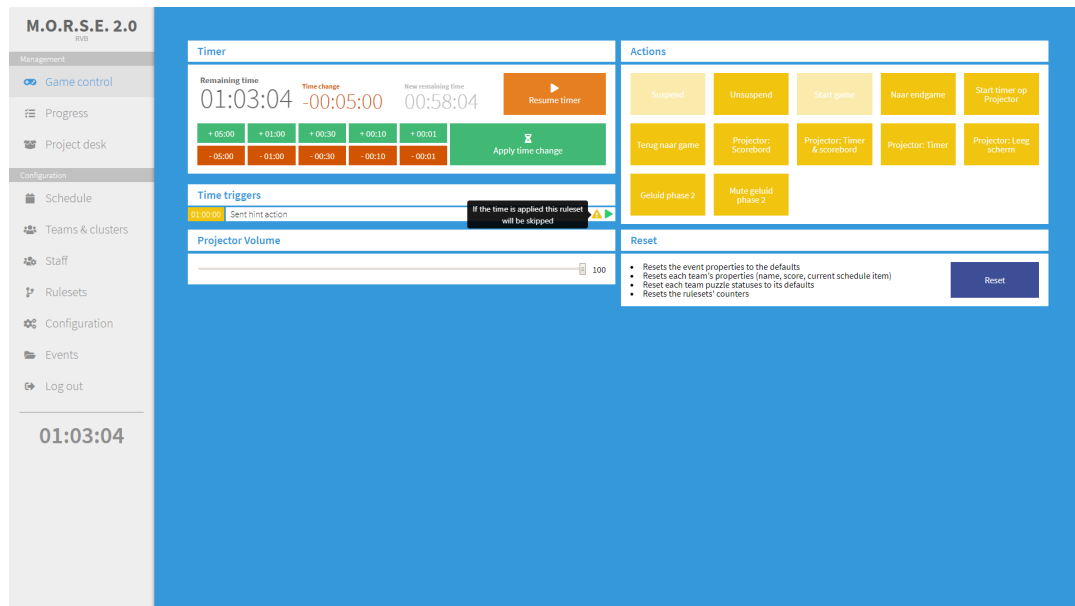 M.O.R.S.E. 2.0
RVB
Management
Game control
Progress
Project desk
Configuration
Schedule
Teams & clusters
Staff
Rulesets
Configuration
Events
Log out
01:03:04
Timer
Remaining time
01:03:04
Time change
-00:05:00
New remaining time
00:58:04
Resume timer
+ 05:00
+ 01:00
+ 00:30
+ 00:10
+ 00:01
- 05:00
- 01:00
- 00:30
- 00:10
- 00:01
Apply time change
Time triggers
01:00:00
Sent hint action
If the time is applied this ruleset
will be skipped
Projector Volume
100
Actions
Suspend
Unsuspend
Start game
Naar endgame
Start timer op
Projector
Terug naar game
Projector:
Scorebord
Projector: Timer
& scorebord
Projector: Timer
Projector: Leeg
scherm
Geluid phase 2
Mute geluid
phase 2
Reset
• Resets the event properties to the defaults
• Resets each team's properties (name, score, current schedule item)
• Reset each team puzzle statuses to its defaults
• Resets the rulesets' counters
Reset